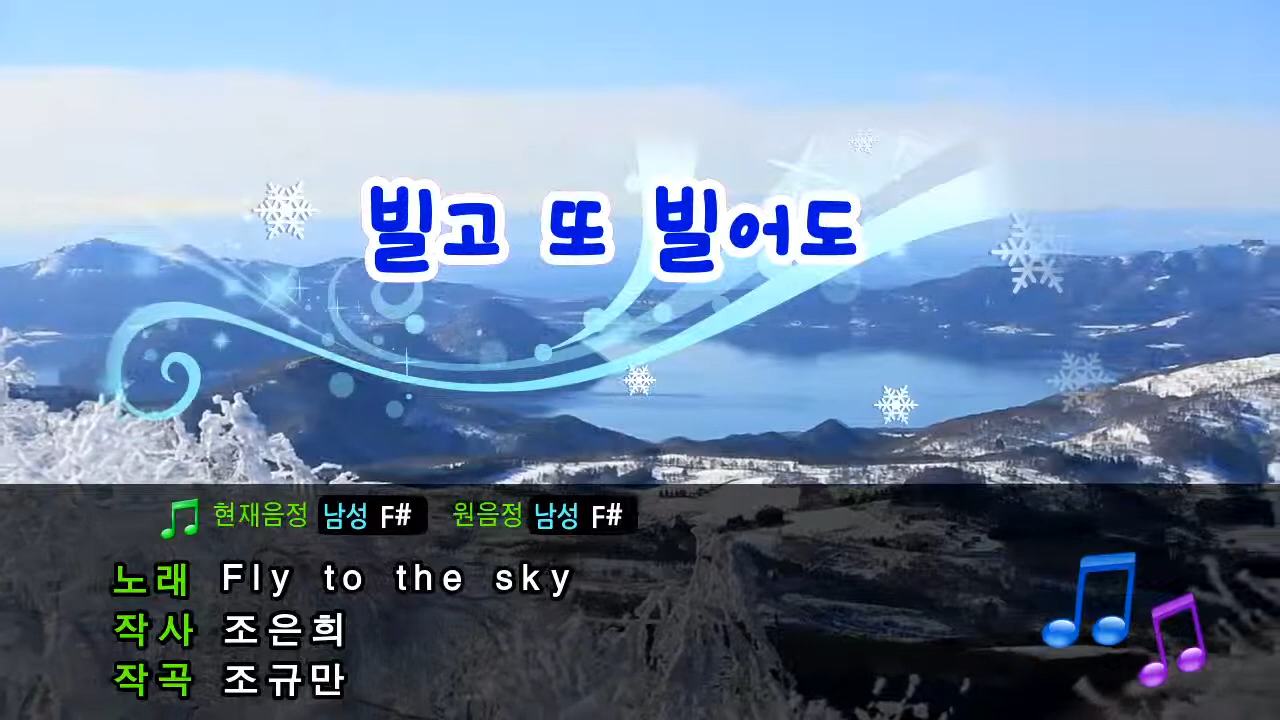 빌고 또 빌어도
현재음정 남성 F# 원음정 남성 F#
노래 Fly to the sky
작사 조은희
작곡 조규만